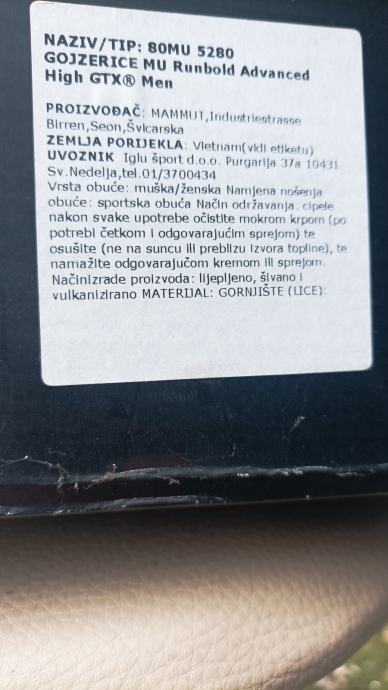 NAZIV/TIP: 80MU 5280
GOJZERICE MU Runbold Advanced
High GTX® Men
PROIZVOĐAČ: MAMMUT,Industriestrasse
Birren,Seon,Švicarska
ZEMLJA PORIJEKLA: Vietnam(vidi etiketu)
UVOZNIK Iglu šport d.o.o. Purgarija 37a 10431
Sv.Nedelja,tel.01/3700434
Vrsta obuće: muška/ženska Namjena nošenja
obuće: sportska obuća Način održavanja: cipele
nakon svake upotrebe očistite mokrom krpom (po
potrebi četkom i odgovarajućim sprejom) te
osušite (ne na suncu ili preblizu izvora topline), te
namažite odgovarajučom kremom ili sprejom.
Načinizrade proizvoda: lijepljeno, šivano i
vulkanizirano MATERIJAL: GORNJIŠTE (LICE):